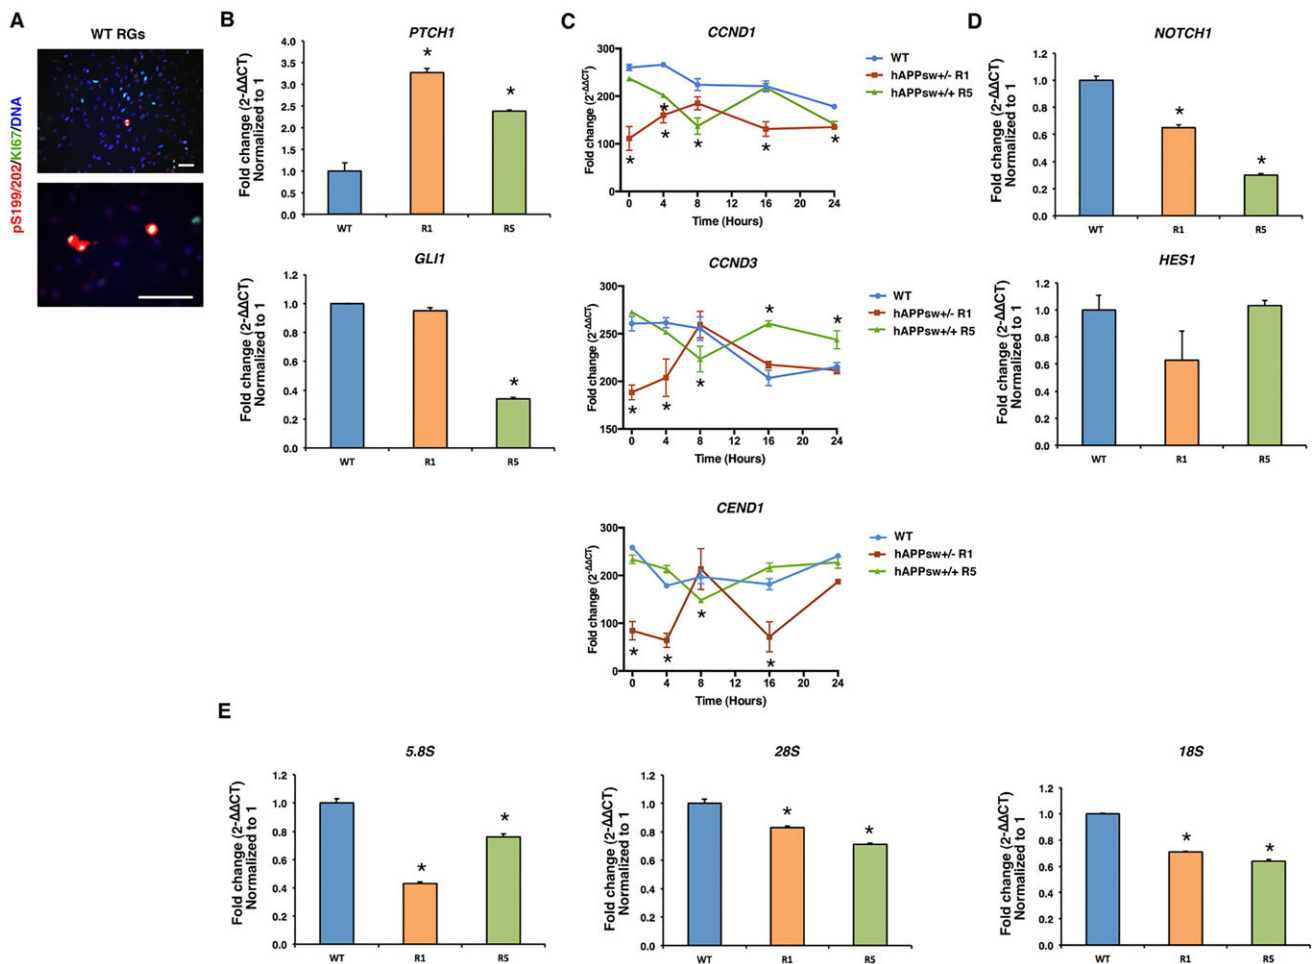 A
WT RGs
pS199/202/KI67/DNA
B
PTCH1
Fold change (2-ΔΔCT)
Normalized to 1
4.0
3.5
3.0
2.5
2.0
1.5
1.0
0.5
0.0
*
*
WT
R1
R5
GLI1
Fold change (2-ΔΔCT)
Normalized to 1
1.2
1.0
0.8
0.6
0.4
0.2
0.0
*
WT
R1
R5
C
CCND1
Fold change (2-ΔΔCT)
300
200
100
0
*
*
*
*
*
*
0 4 8 12 16 20 24
Time (Hours)
WT
hAPPsw+/- R1
hAPPsw+/+ R5
CCND3
Fold change (2-ΔΔCT)
300
250
200
150
*
*
*
*
*
0 4 8 12 16 20 24
Time (Hours)
WT
hAPPsw+/- R1
hAPPsw+/+ R5
CEND1
Fold change (2-ΔΔCT)
300
200
100
0
*
*
*
*
0 4 8 12 16 20 24
Time (Hours)
WT
hAPPsw+/- R1
hAPPsw+/+ R5
D
NOTCH1
Fold change (2-ΔΔCT)
Normalized to 1
1.2
1.0
0.8
0.6
0.4
0.2
0.0
*
*
WT
R1
R5
HES1
Fold change (2-ΔΔCT)
Normalized to 1
1.2
1.0
0.8
0.6
0.4
0.2
0.0
WT
R1
R5
E
5.8S
Fold change (2-ΔΔCT)
Normalized to 1
1.2
1.0
0.8
0.6
0.4
0.2
0.0
*
*
WT
R1
R5
28S
Fold change (2-ΔΔCT)
Normalized to 1
1.2
1.0
0.8
0.6
0.4
0.2
0.0
*
*
WT
R1
R5
18S
Fold change (2-ΔΔCT)
Normalized to 1
1.2
1.0
0.8
0.6
0.4
0.2
0.0
*
*
WT
R1
R5